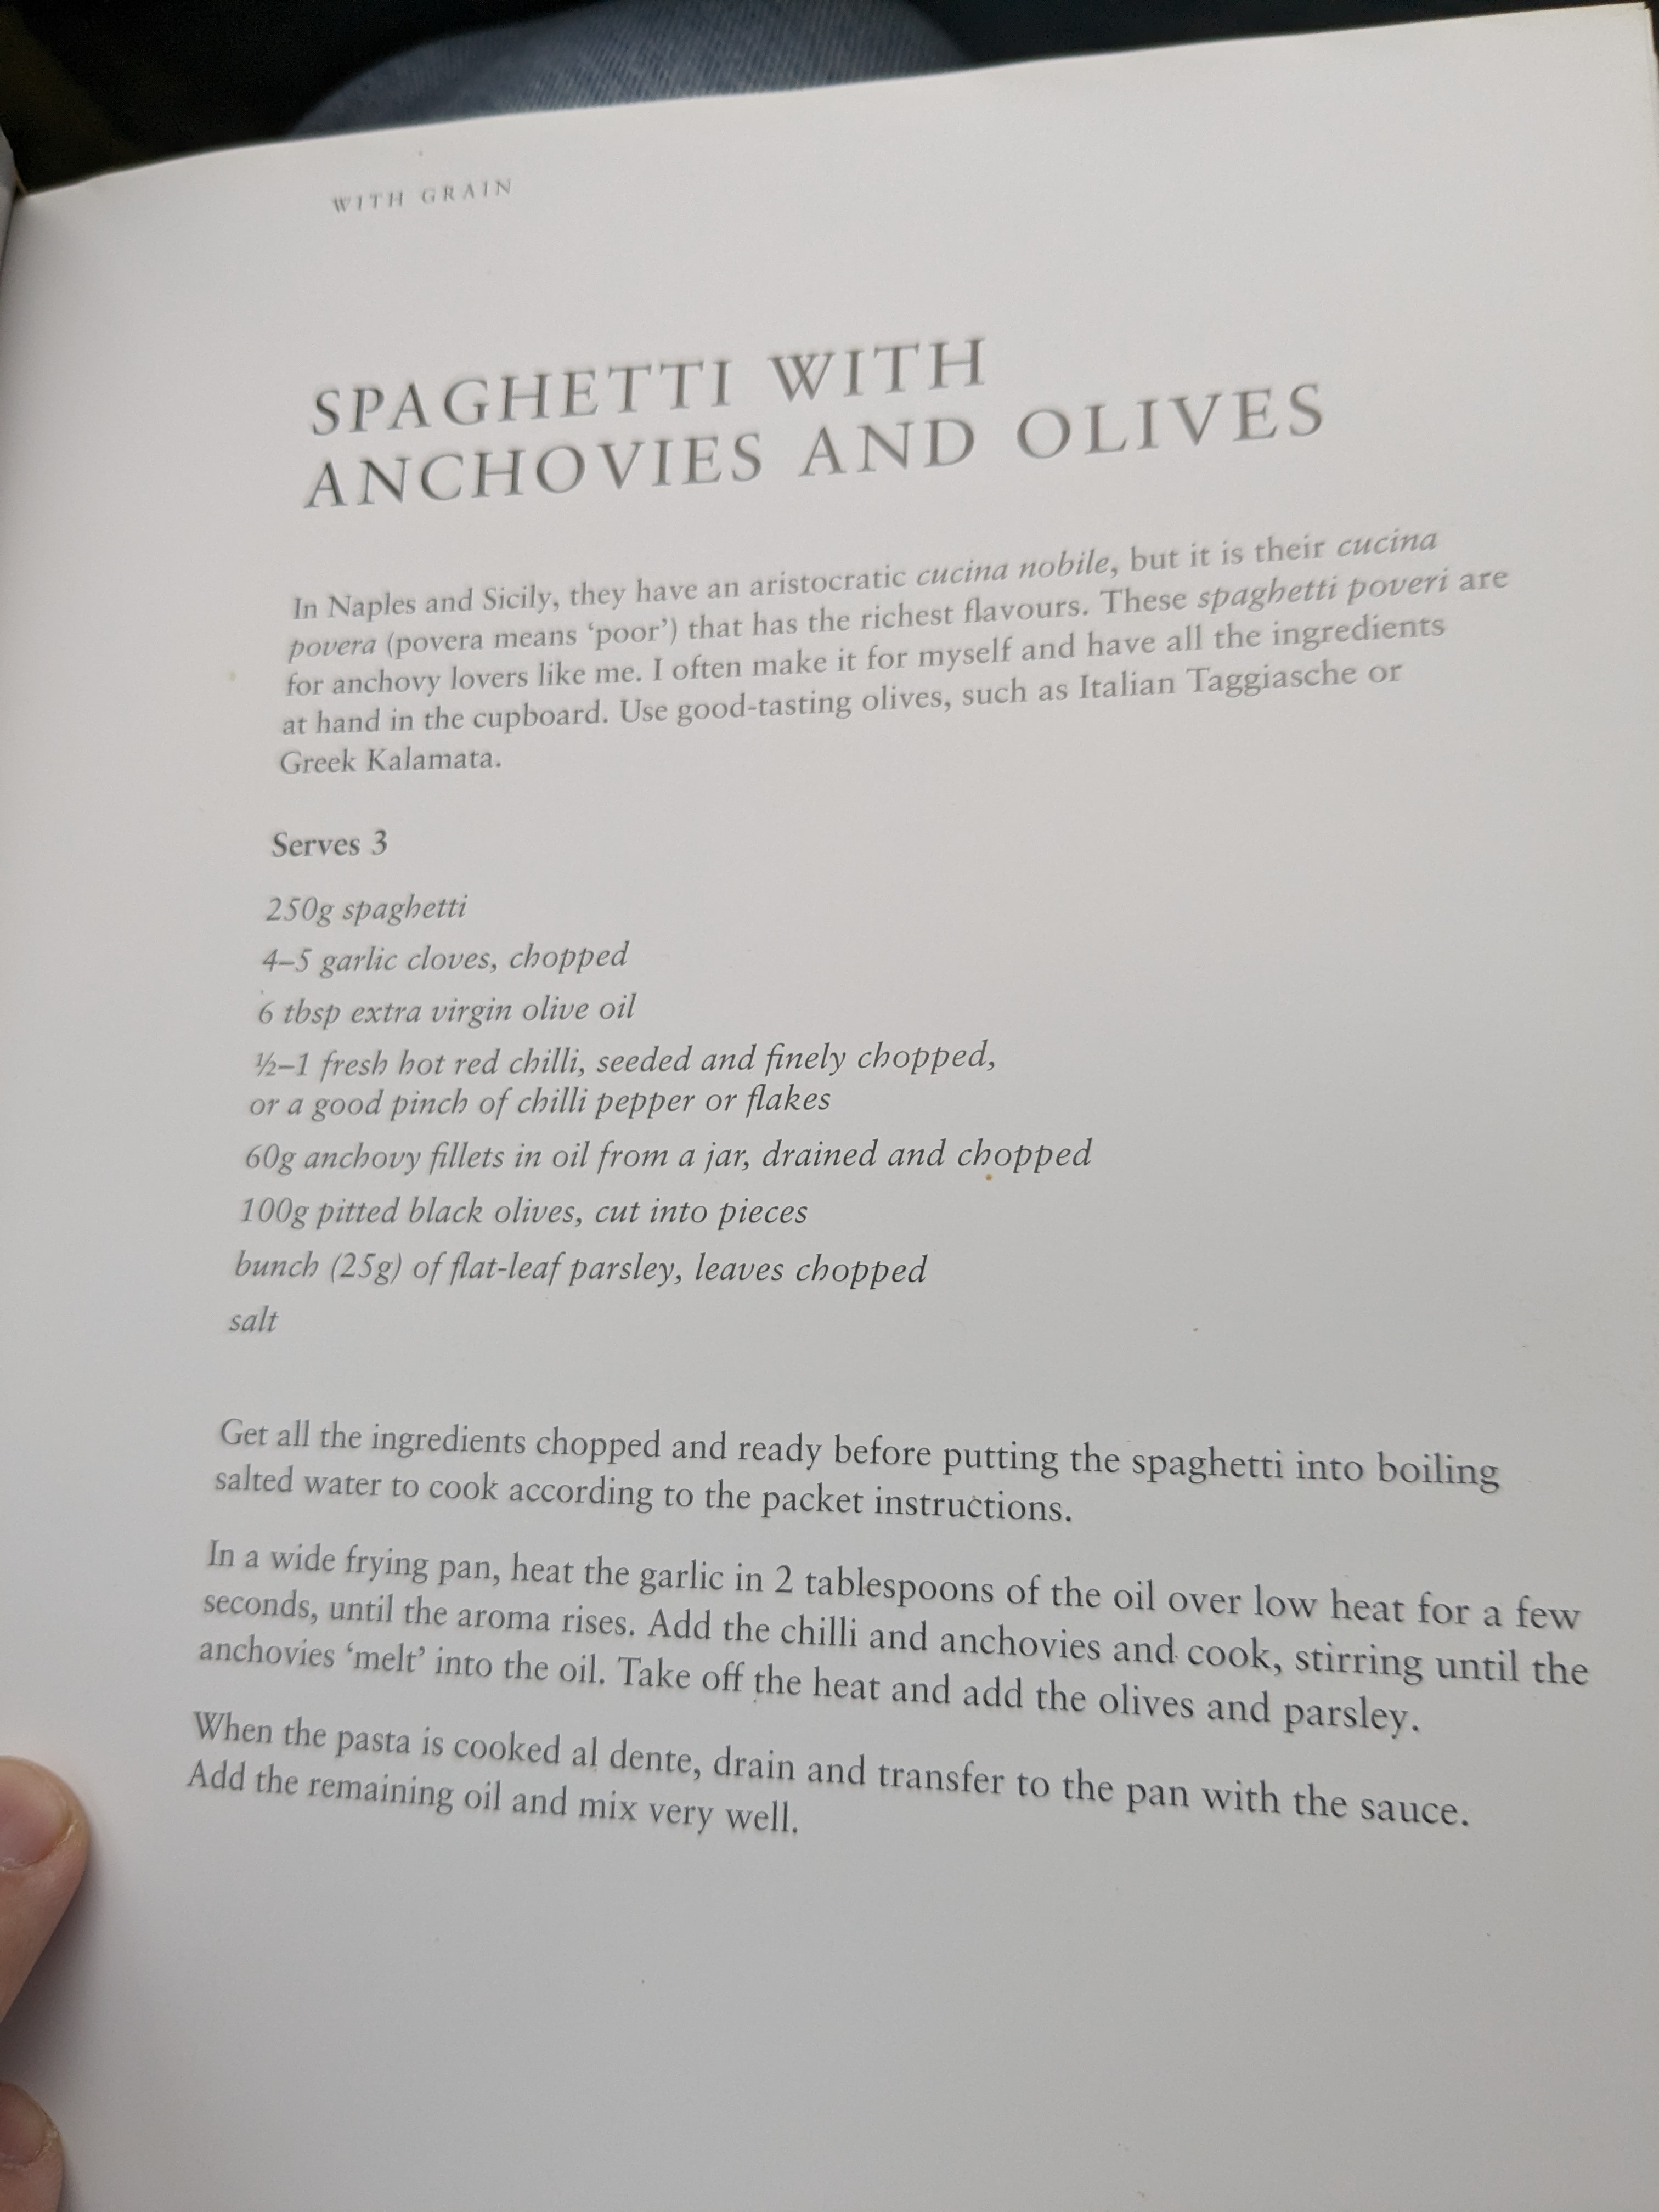 WITH GRAIN
SPAGHETTI WITH
ANCHOVIES AND OLIVES
In Naples and Sicily, they have an aristocratic cucina nobile, but it is their cucina
povera (povera means ‘poor’) that has the richest flavours. These spaghetti poveri are
for anchovy lovers like me. I often make it for myself and have all the ingredients
at hand in the cupboard. Use good-tasting olives, such as Italian Taggiasche or
Greek Kalamata.
Serves 3
250g spaghetti
4–5 garlic cloves, chopped
6 tbsp extra virgin olive oil
½–1 fresh hot red chilli, seeded and finely chopped,
or a good pinch of chilli pepper or flakes
60g anchovy fillets in oil from a jar, drained and chopped
100g pitted black olives, cut into pieces
bunch (25g) of flat-leaf parsley, leaves chopped
salt
Get all the ingredients chopped and ready before putting the spaghetti into boiling
salted water to cook according to the packet instructions.
In a wide frying pan, heat the garlic in 2 tablespoons of the oil over low heat for a few
seconds, until the aroma rises. Add the chilli and anchovies and cook, stirring until the
anchovies ‘melt’ into the oil. Take off the heat and add the olives and parsley.
When the pasta is cooked al dente, drain and transfer to the pan with the sauce.
Add the remaining oil and mix very well.